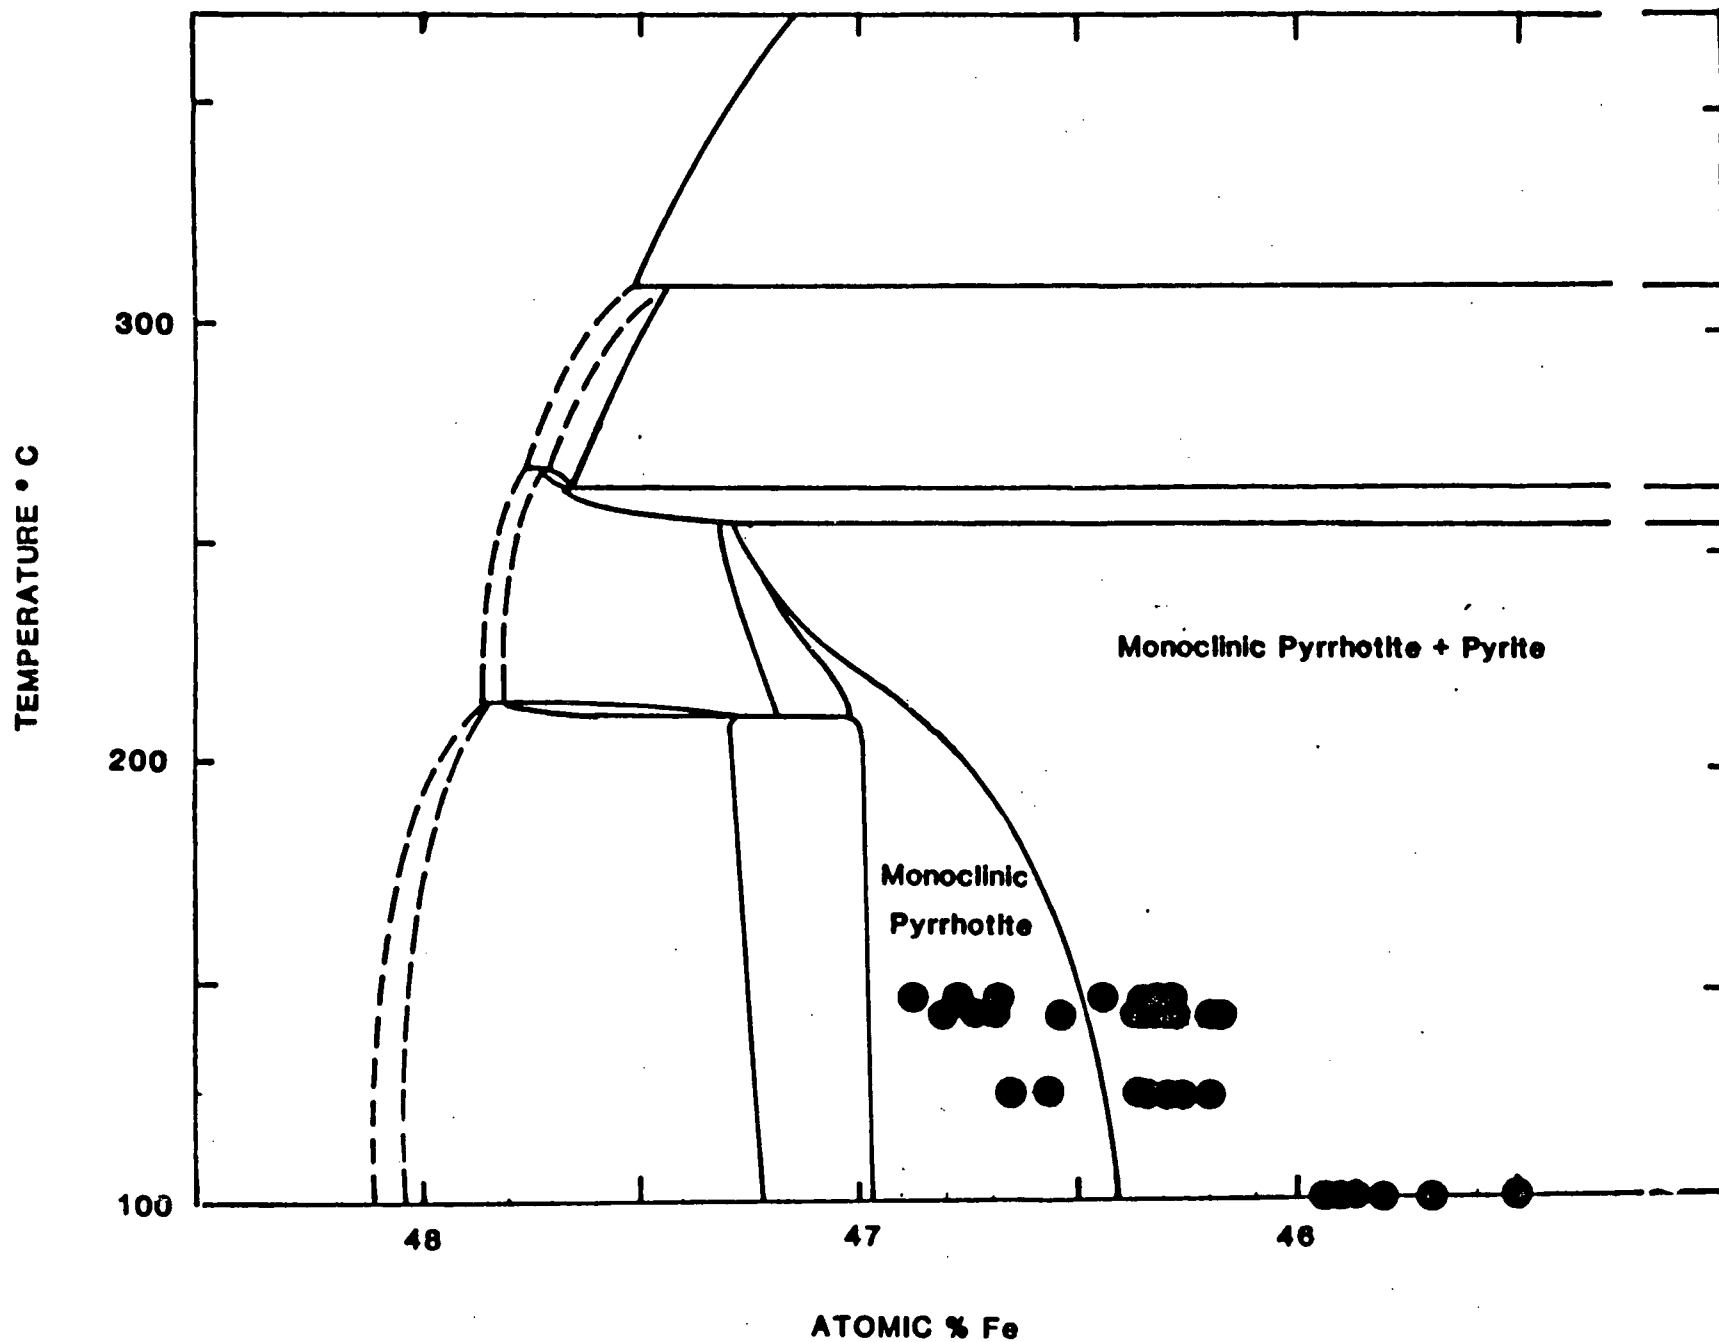 300
TEMPERATURE ° C
Monoclinic Pyrrhotite + Pyrite
200
Monoclinic
Pyrrhotite
100
48
47
46
ATOMIC % Fe